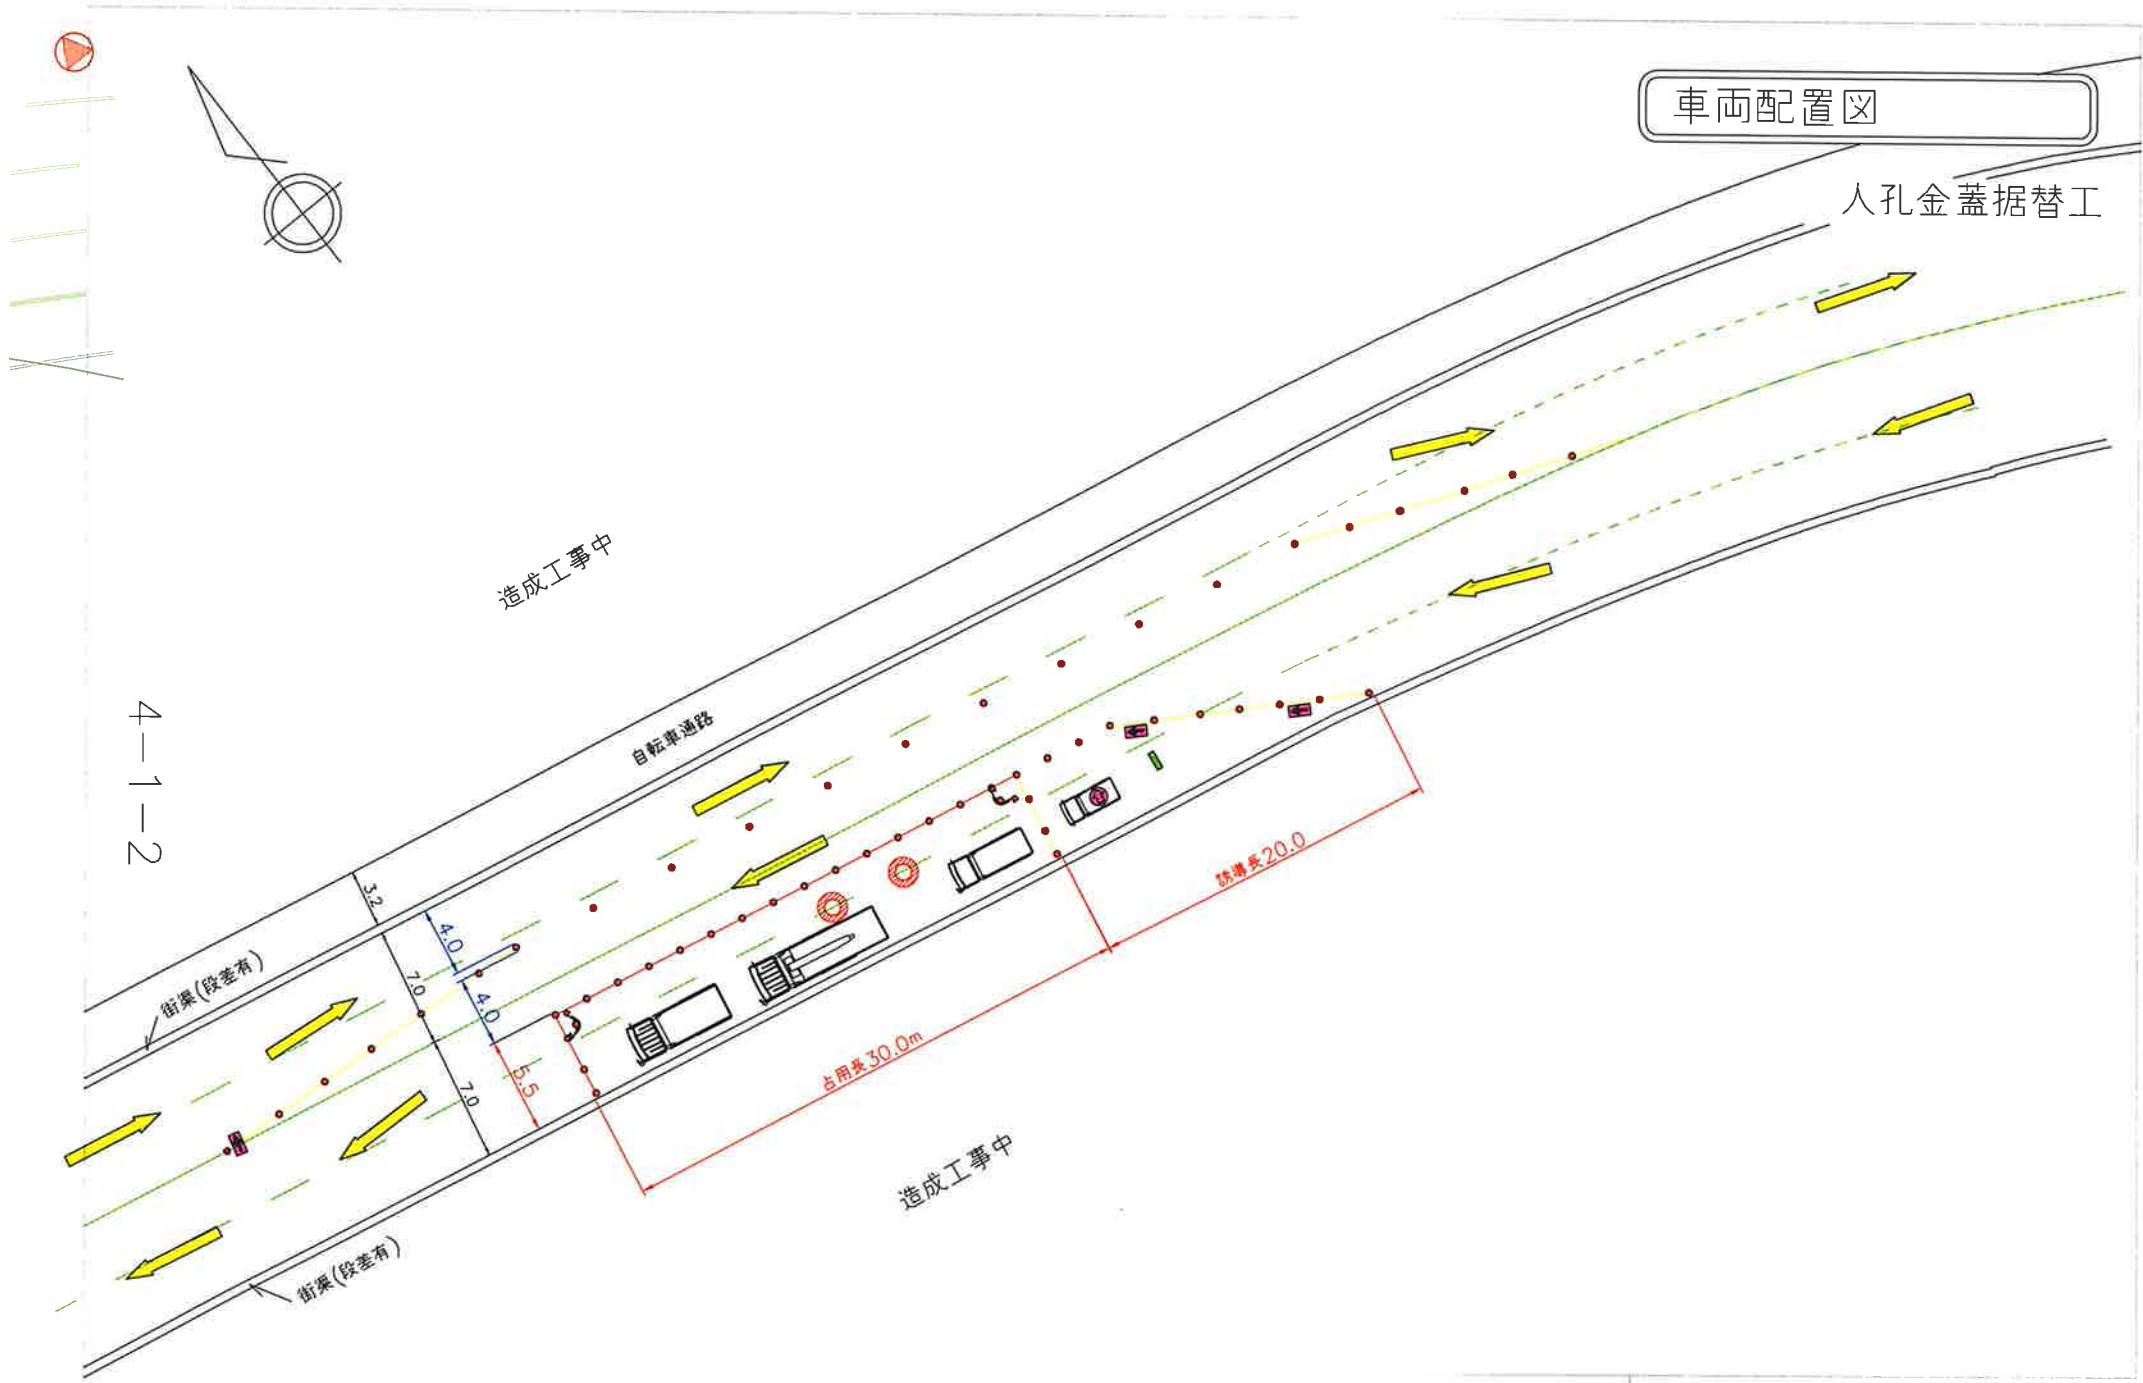 車両配置図
人孔金蓋据替工
造成工事中
自転車通路
4-1-2
3.2
4.0
7.0
4.0
7.0
5.5
街渠(段差有)
誘導長20.0
占用長30.0m
造成工事中
街渠(段差有)